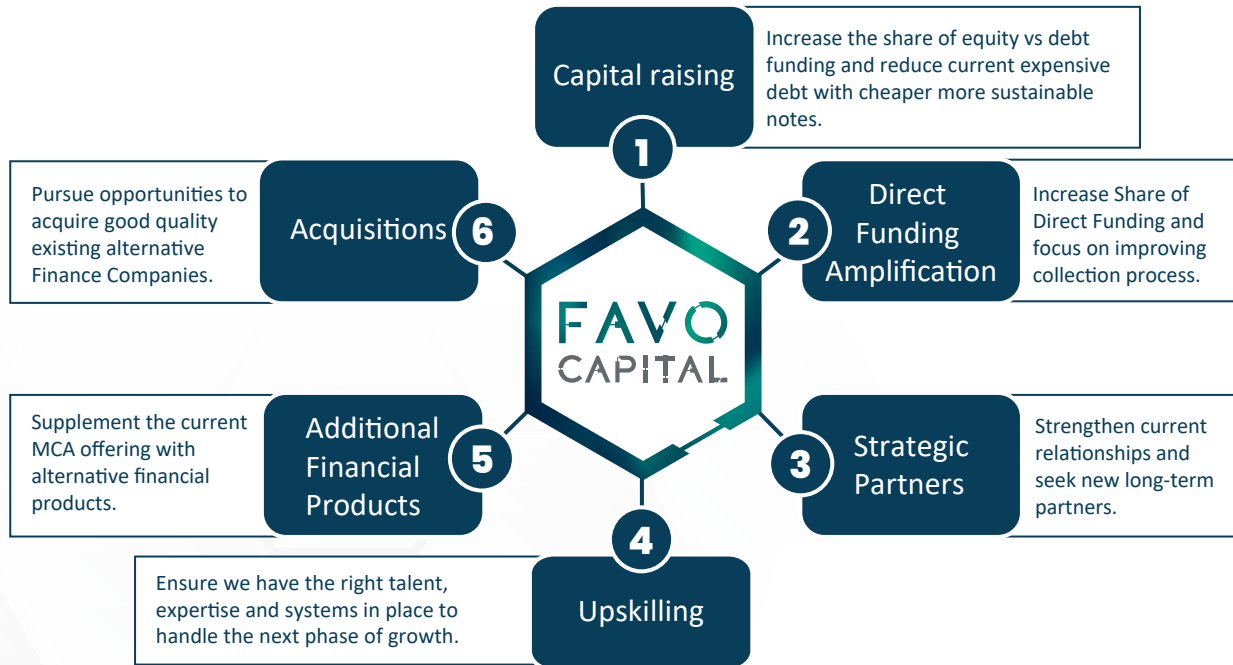 Capital raising
1
Increase the share of equity vs debt
funding and reduce current expensive
debt with cheaper more sustainable
notes.
Direct
Funding
Amplification
2
Increase Share of
Direct Funding and
focus on improving
collection process.
Strategic
Partners
3
Strengthen current
relationships and
seek new long-term
partners.
Upskilling
4
Ensure we have the right talent,
expertise and systems in place to
handle the next phase of growth.
Additional
Financial
Products
5
Supplement the current
MCA offering with
alternative financial
products.
Acquisitions
6
Pursue opportunities to
acquire good quality
existing alternative
Finance Companies.
FAVO
CAPITAL